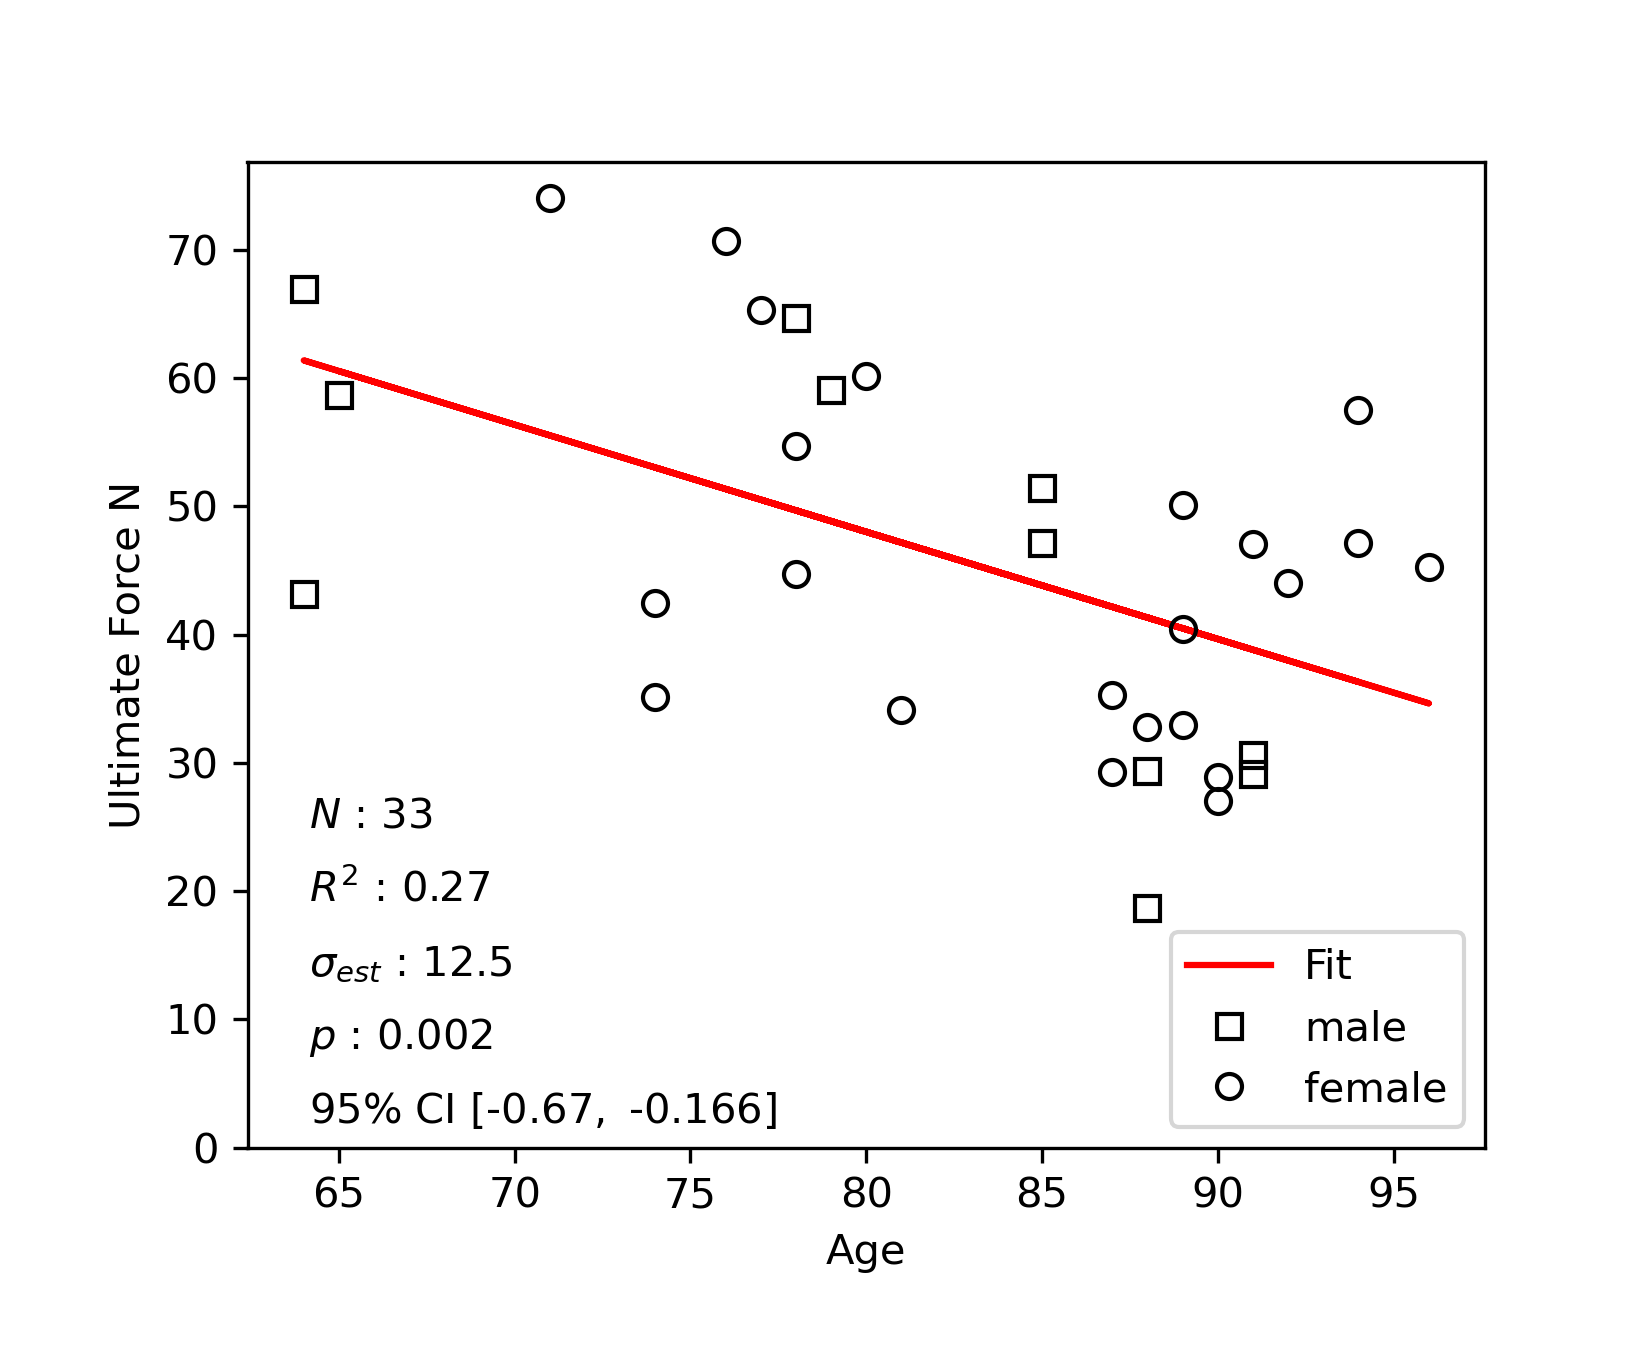 Ultimate Force N
70
60
50
40
30
20
10
0
N : 33
R² : 0.27
σest : 12.5
p : 0.002
95% CI [-0.67, -0.166]
Fit
male
female
65 70 75 80 85 90 95
Age